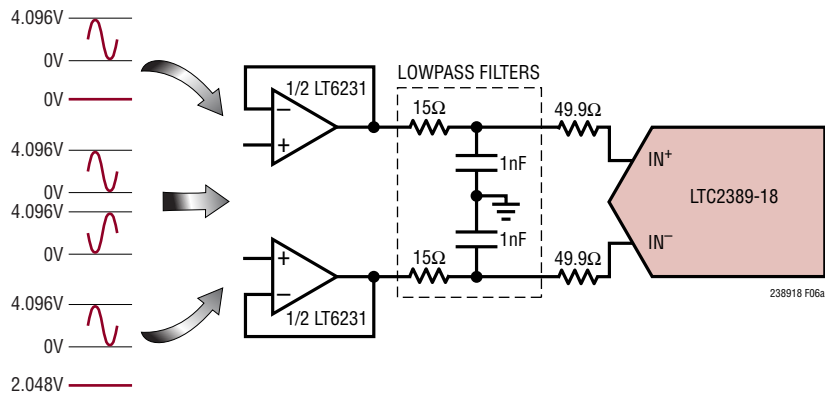 4.096V
0V
0V
4.096V
0V
4.096V
0V
4.096V
0V
2.048V
1/2 LT6231
−
+
LOWPASS FILTERS
15Ω
49.9Ω
1nF
1nF
15Ω
49.9Ω
+
−
1/2 LT6231
IN+
LTC2389-18
IN−
238918 F06a